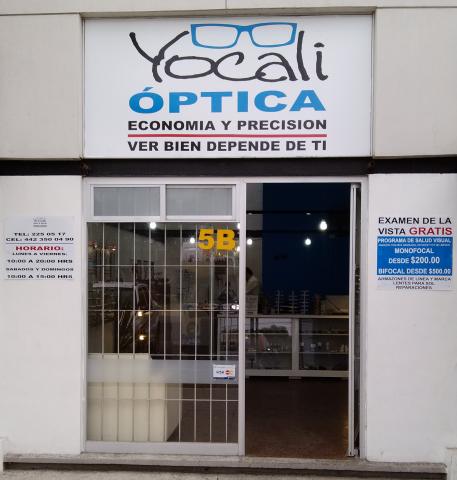 Yocali
ÓPTICA
ECONOMIA Y PRECISION
VER BIEN DEPENDE DE TI
TEL: 225 05 17
CEL: 442 350 04 90
HORARIO:
LUNES A VIERNES:
10:00 A 20:00 HRS
SABADOS Y DOMINGOS
10:00 A 15:00 HRS
5B
VISA
EXAMEN DE LA
VISTA GRATIS
PROGRAMA DE SALUD VISUAL
MONOFOCAL
DESDE $200.00
BIFOCAL DESDE $500.00
ARMAZONES DE LINEA Y MARCA
LENTES PARA SOL
REPARACIONES